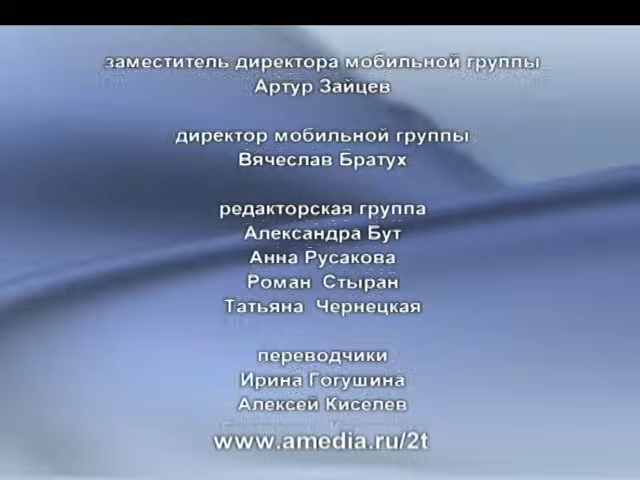 заместитель директора мобильной группы
Артур Зайцев
директор мобильной группы
Вячеслав Братух
редакторская группа
Александра Бут
Анна Русакова
Роман Стыран
Татьяна Чернецкая
переводчики
Ирина Гогушина
Алексей Киселев
www.amedia.ru/2t